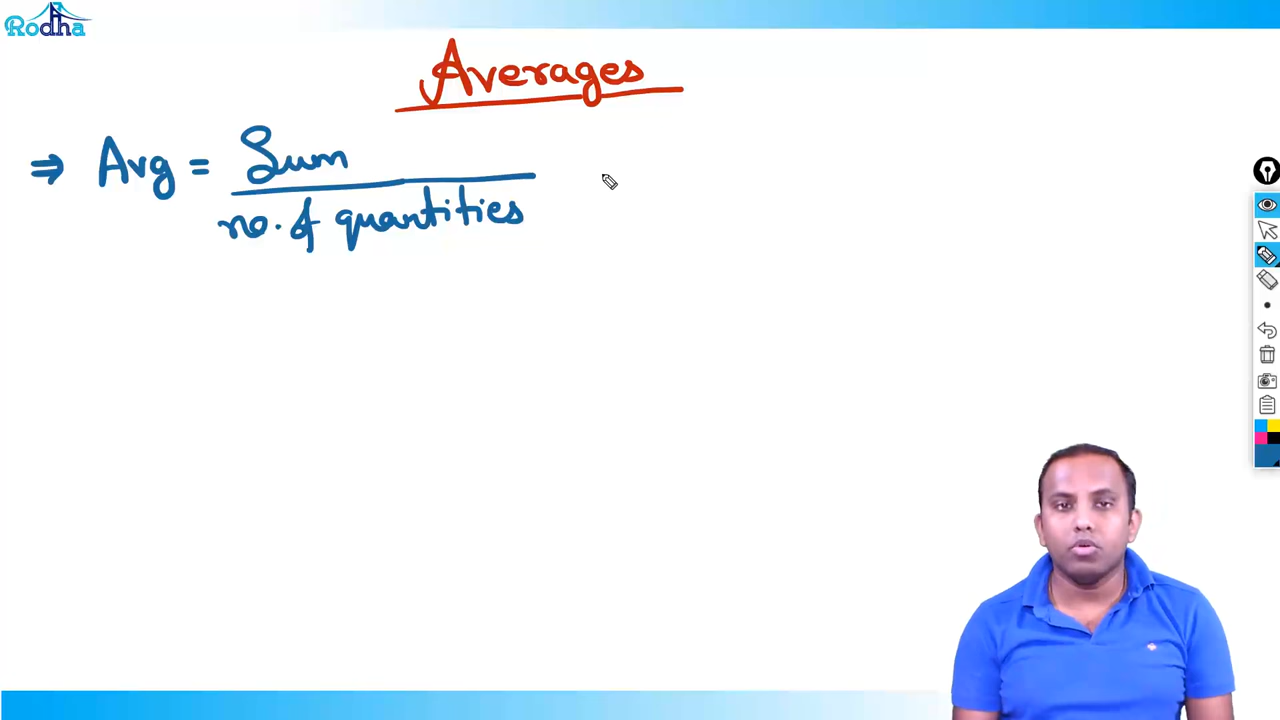 Rodha
Averages
⇒ Avg = Sum
no. of quantities